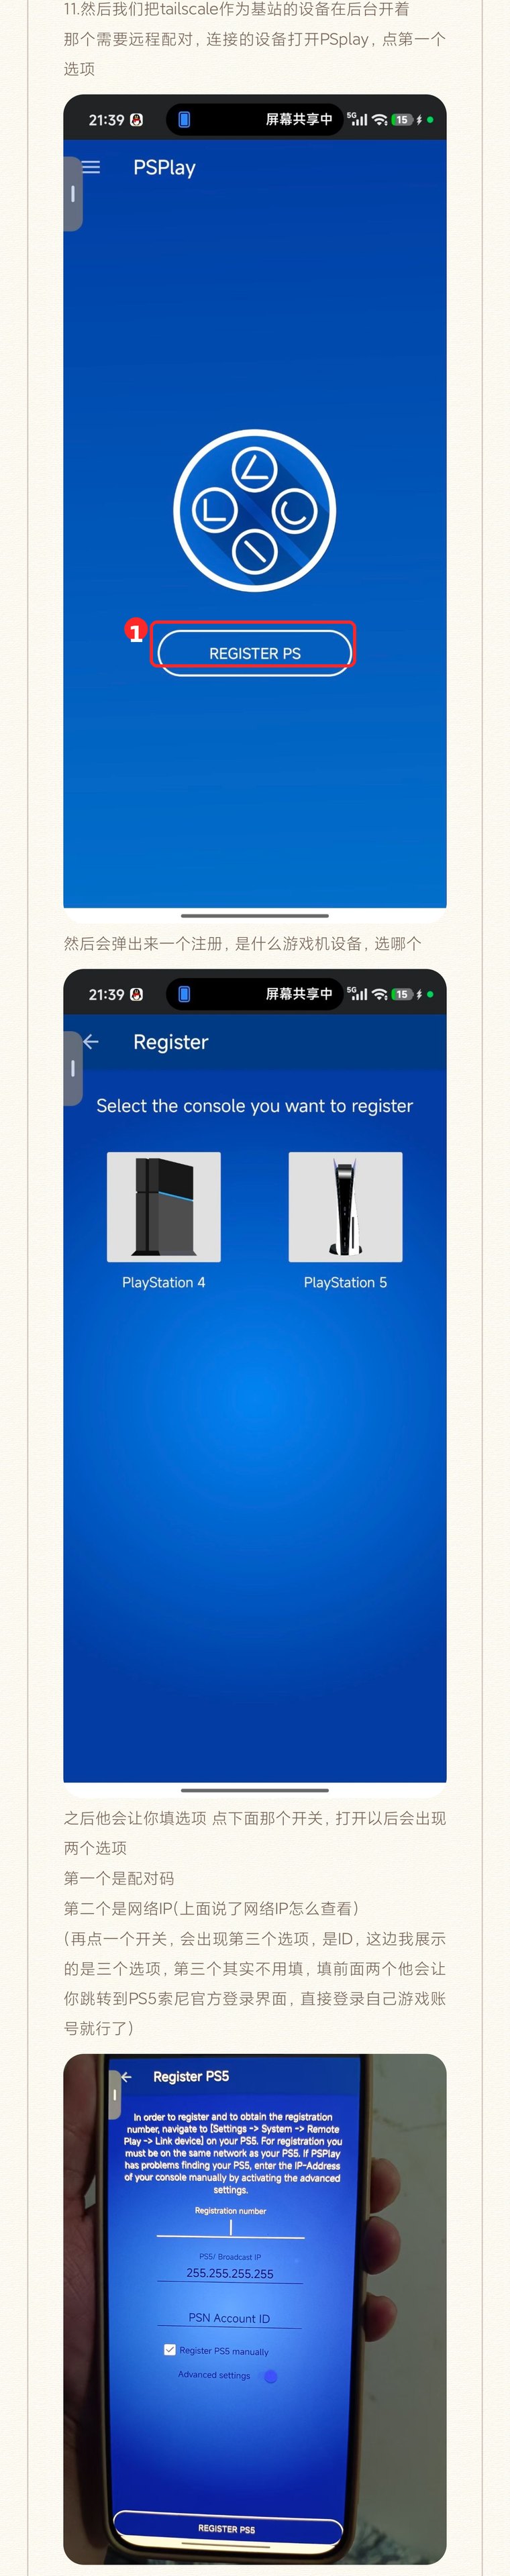 11.然后我们把tailscale作为基站的设备在后台开着
那个需要远程配对，连接的设备打开PSplay，点第一个
选项
21:39
屏幕共享中
5G
15
PSPlay
1
REGISTER PS
然后会弹出来一个注册，是什么游戏机设备，选哪个
21:39
屏幕共享中
5G
15
Register
Select the console you want to register
PlayStation 4
PlayStation 5
之后他会让你填选项 点下面那个开关，打开以后会出现
两个选项
第一个是配对码
第二个是网络IP(上面说了网络IP怎么查看)
(再点一个开关，会出现第三个选项，是ID，这边我展示
的是三个选项，第三个其实不用填，填前面两个他会让
你跳转到PS5索尼官方登录界面，直接登录自己游戏账
号就行了)
Register PS5
In order to register and to obtain the registration
number, navigate to [Settings -> System -> Remote
Play -> Link device] on your PS5. For registration you
must be on the same network as your PS5. If PSPlay
has problems finding your PS5, enter the IP-Address
of your console manually by activating the advanced
settings.
Registration number
PS5/ Broadcast IP
255.255.255.255
PSN Account ID
Register PS5 manually
Advanced settings
REGISTER PS5